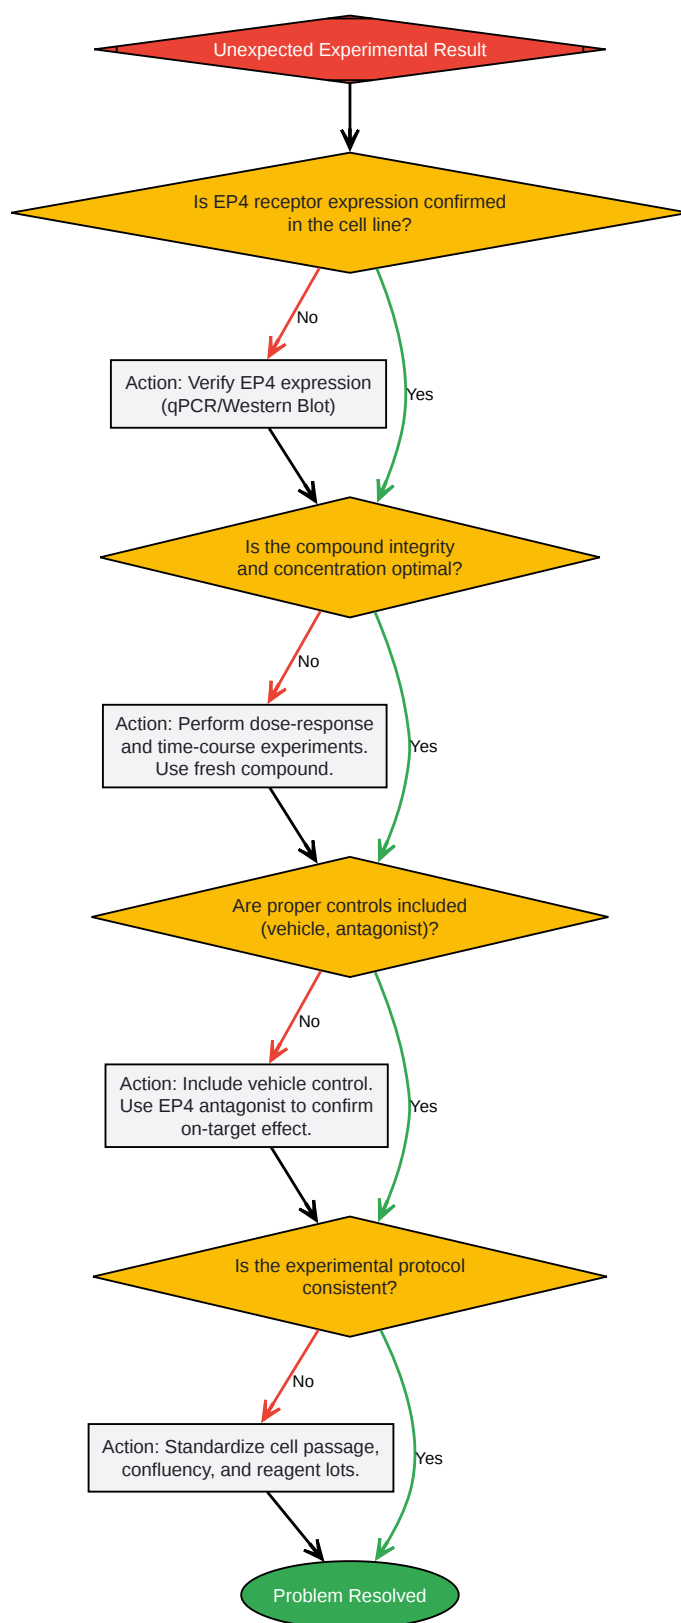 Unexpected Experimental Result
Is EP4 receptor expression confirmed
in the cell line?
No
Action: Verify EP4 expression
(qPCR/Western Blot)
Yes
Is the compound integrity
and concentration optimal?
No
Action: Perform dose-response
and time-course experiments.
Use fresh compound.
Yes
Are proper controls included
(vehicle, antagonist)?
No
Action: Include vehicle control.
Use EP4 antagonist to confirm
on-target effect.
Yes
Is the experimental protocol
consistent?
No
Action: Standardize cell passage,
confluency, and reagent lots.
Yes
Problem Resolved